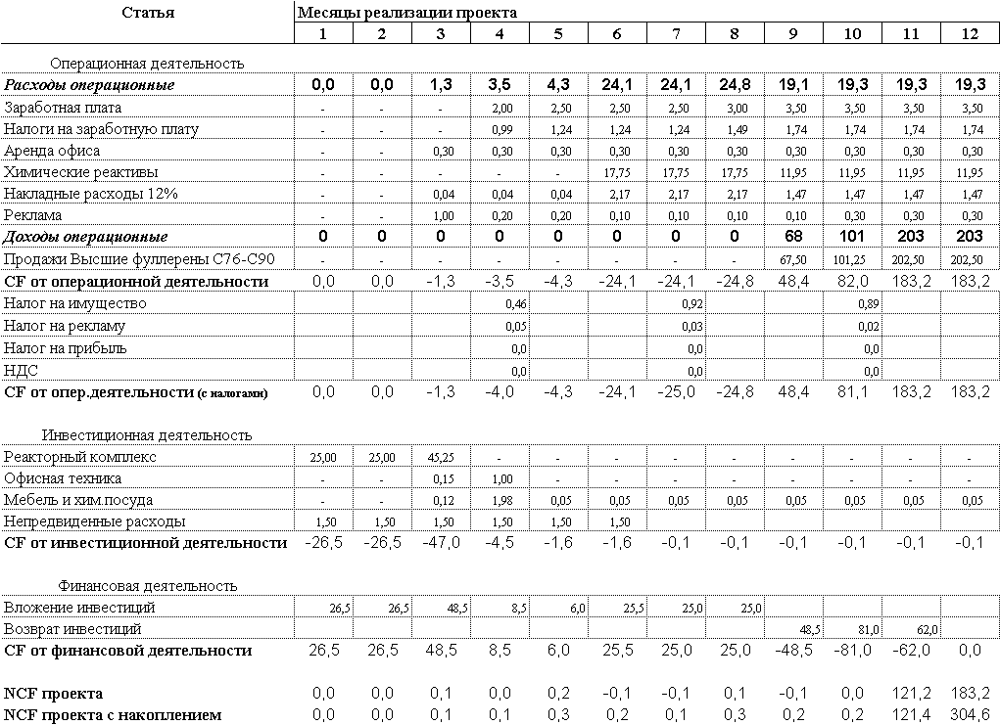 Статья Месяцы реализации проекта
1 2 3 4 5 6 7 8 9 10 11 12
Операционная деятельность
Расходы операционные 0,0 0,0 1,3 3,5 4,3 24,1 24,1 24,8 19,1 19,3 19,3 19,3
Заработная плата - - - 2,00 2,50 2,50 2,50 3,00 3,50 3,50 3,50 3,50
Налоги на заработную плату - - - 0,99 1,24 1,24 1,24 1,49 1,74 1,74 1,74 1,74
Аренда офиса - - 0,30 0,30 0,30 0,30 0,30 0,30 0,30 0,30 0,30 0,30
Химические реактивы - - - - - 17,75 17,75 17,75 11,95 11,95 11,95 11,95
Накладные расходы 12% - - 0,04 0,04 0,04 2,17 2,17 2,17 1,47 1,47 1,47 1,47
Реклама - - 1,00 0,20 0,20 0,10 0,10 0,10 0,10 0,30 0,30 0,30
Доходы операционные 0 0 0 0 0 0 0 0 68 101 203 203
Продажи Высшие фуллерены С76-С90 - - - - - - - - 67,50 101,25 202,50 202,50
CF от операционной деятельности 0,0 0,0 -1,3 -3,5 -4,3 -24,1 -24,1 -24,8 48,4 82,0 183,2 183,2
Налог на имущество 0,46 0,92 0,89
Налог на рекламу 0,05 0,03 0,02
Налог на прибыль 0,0 0,0 0,0
НДС 0,0 0,0 0,0
CF от опер.деятельности (с налогами) 0,0 0,0 -1,3 -4,0 -4,3 -24,1 -25,0 -24,8 48,4 81,1 183,2 183,2
Инвестиционная деятельность
Реакторный комплекс 25,00 25,00 45,25 - - - - - - - - -
Офисная техника - - 0,15 1,00 - - - - - - - -
Мебель и хим.посуда - - 0,12 1,98 0,05 0,05 0,05 0,05 0,05 0,05 0,05 0,05
Непредвиденные расходы 1,50 1,50 1,50 1,50 1,50 1,50
CF от инвестиционной деятельности -26,5 -26,5 -47,0 -4,5 -1,6 -1,6 -0,1 -0,1 -0,1 -0,1 -0,1 -0,1
Финансовая деятельность
Вложение инвестиций 26,5 26,5 48,5 8,5 6,0 25,5 25,0 25,0
Возврат инвестиций 48,5 81,0 62,0
CF от финансовой деятельности 26,5 26,5 48,5 8,5 6,0 25,5 25,0 25,0 -48,5 -81,0 -62,0 0,0
NCF проекта 0,0 0,0 0,1 0,0 0,2 -0,1 -0,1 0,1 -0,1 0,0 121,2 183,2
NCF проекта с накоплением 0,0 0,0 0,1 0,1 0,3 0,2 0,1 0,3 0,2 0,2 121,4 304,6